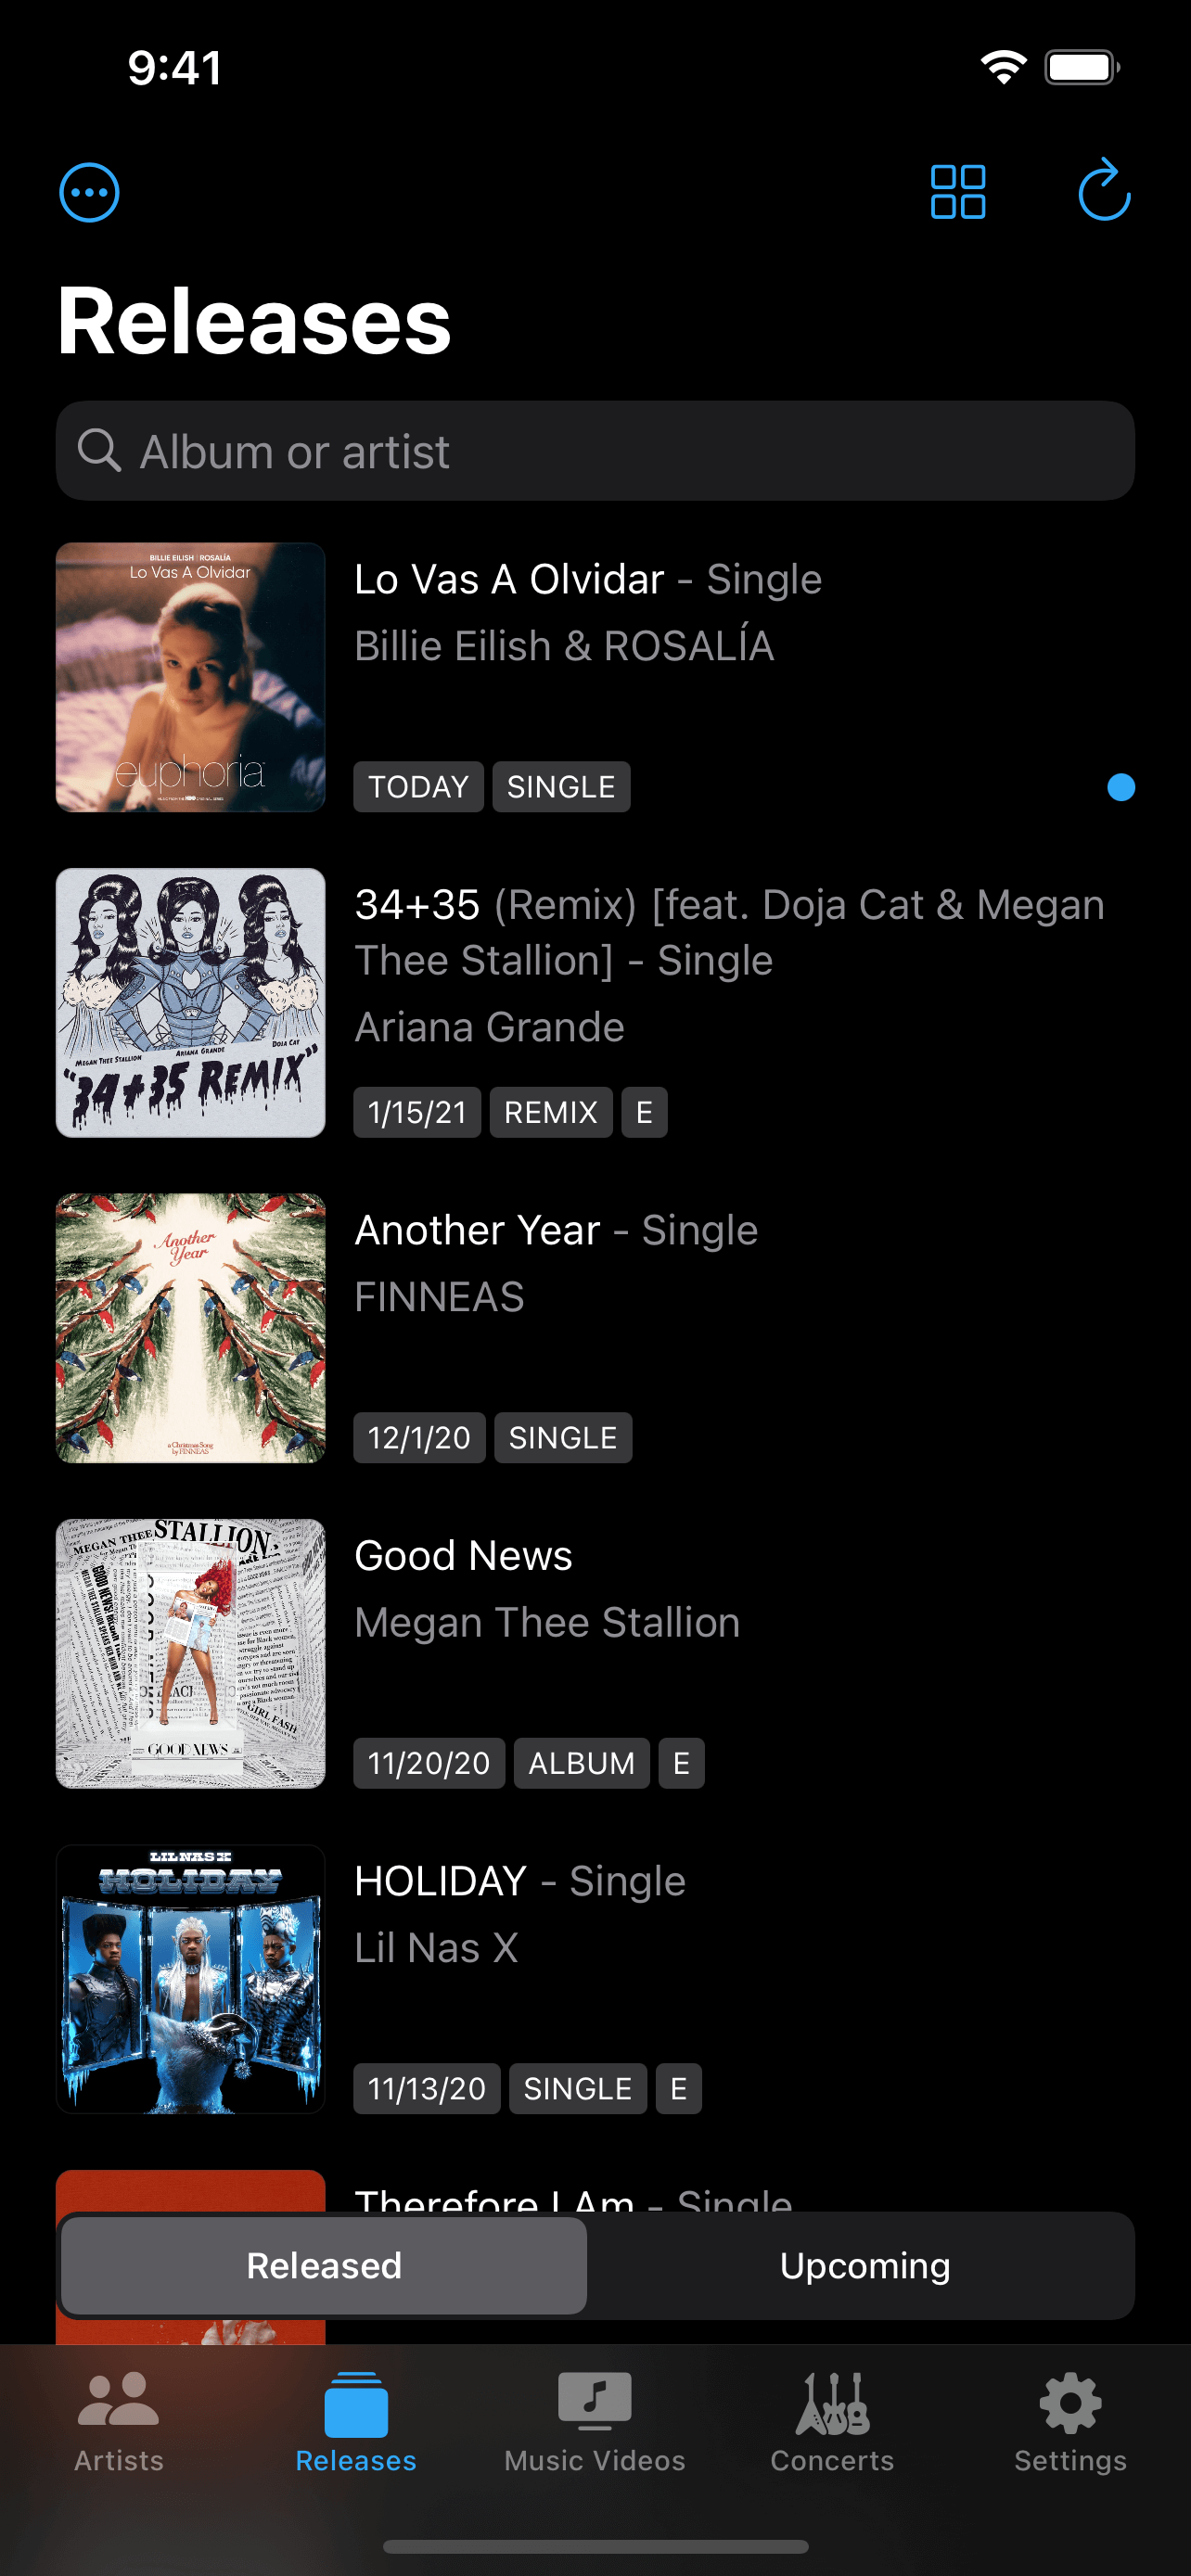 9:41
Releases
Album or artist
BILLIE EILISH | ROSALÍA
Lo Vas A Olvidar
euphoria
Lo Vas A Olvidar - Single
Billie Eilish & ROSALÍA
TODAY SINGLE
MEGAN THEE STALLION ARIANA GRANDE DOJA CAT
"34+35 REMIX"
34+35 (Remix) [feat. Doja Cat & Megan
Thee Stallion] - Single
Ariana Grande
1/15/21 REMIX E
Another
Year
a Christmas Song
by FINNEAS
Another Year - Single
FINNEAS
12/1/20 SINGLE
MEGAN THEE STALLION
GOOD NEWS
Good News
Megan Thee Stallion
11/20/20 ALBUM E
LIL NAS X
HOLIDAY
HOLIDAY - Single
Lil Nas X
11/13/20 SINGLE E
Therefore I Am - Single
Released Upcoming
Artists Releases Music Videos Concerts Settings